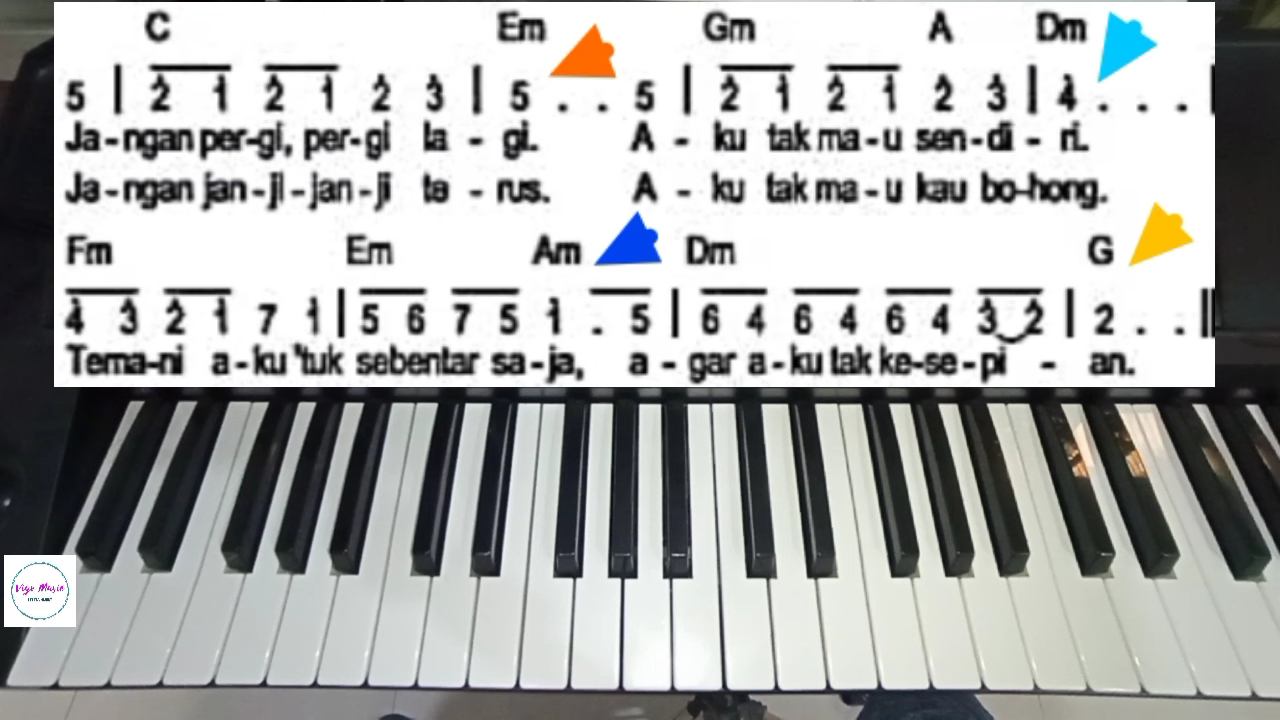 C Em Gm A Dm
5 | 2̇ 1̇ 2̇ 1̇ 2̇ 3̇ | 5 . . 5 | 2̇ 1̇ 2̇ 1̇ 2̇ 3̇ | 4̇ . . . |
Ja-ngan per-gi, per-gi la - gi. A - ku tak ma-u sen-di - ri.
Ja-ngan jan-ji-jan-ji te - rus. A - ku tak ma-u kau bo-hong.
Fm Em Am Dm G
4̇ 3̇ 2̇ 1̇ 7 1̇ | 5 6 7 5 1̇ . 5 | 6 4 6 4 6 4 3 2 | 2 . . ||
Tema-ni a-ku 'tuk sebentar sa-ja, a - gar a-ku tak ke-se-pi - an.
Vigo Music